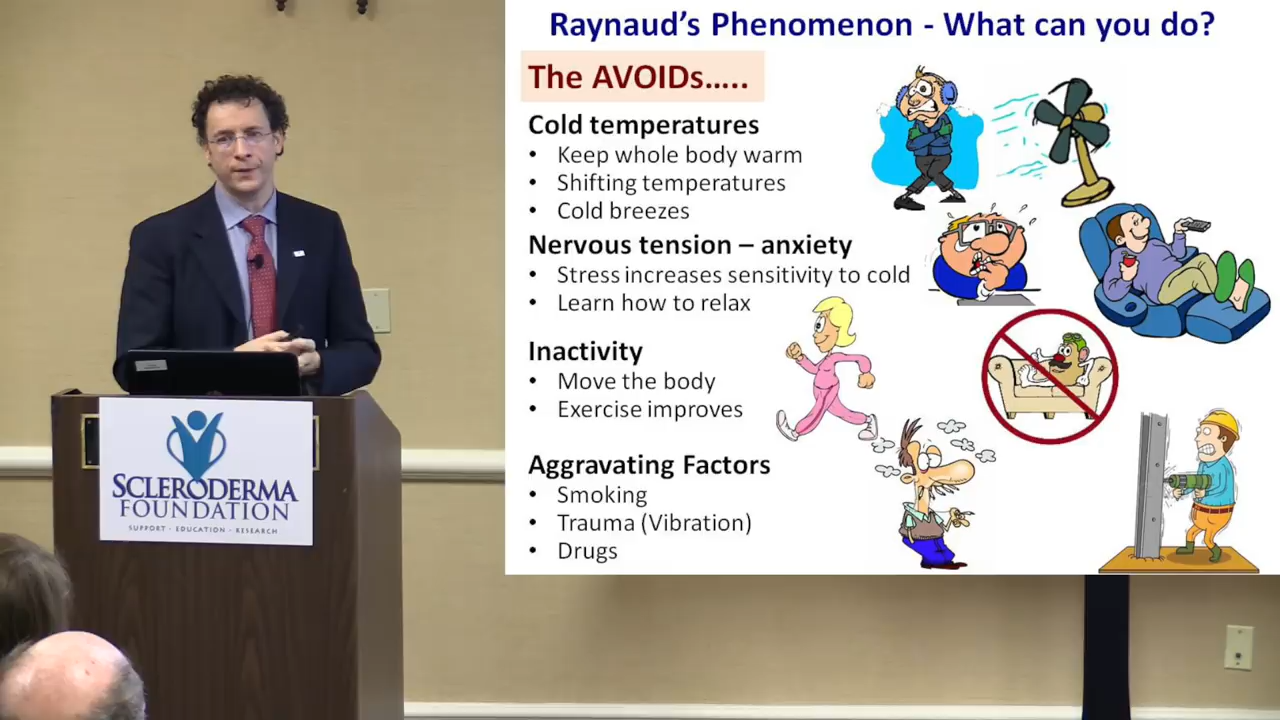 Raynaud's Phenomenon - What can you do?
The AVOIDs.....
Cold temperatures
• Keep whole body warm
• Shifting temperatures
• Cold breezes
Nervous tension – anxiety
• Stress increases sensitivity to cold
• Learn how to relax
Inactivity
• Move the body
• Exercise improves
Aggravating Factors
• Smoking
• Trauma (Vibration)
• Drugs
SCLERODERMA
FOUNDATION
SUPPORT · EDUCATION · RESEARCH